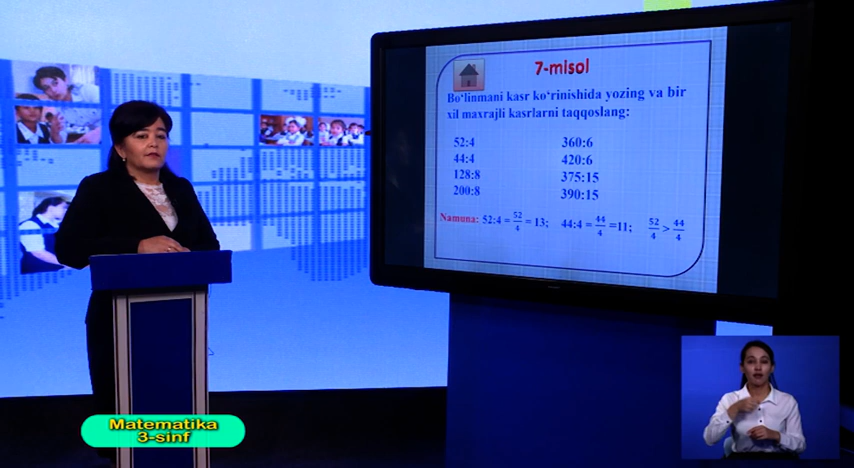 7-misol
Bo‘linmani kasr ko‘rinishida yozing va bir
xil maxrajli kasrlarni taqqoslang:
52:4 360:6
44:4 420:6
128:8 375:15
200:8 390:15
Namuna: 52:4 = 52/4 = 13; 44:4 = 44/4 =11; 52/4 > 44/4
Matematika
3-sinf